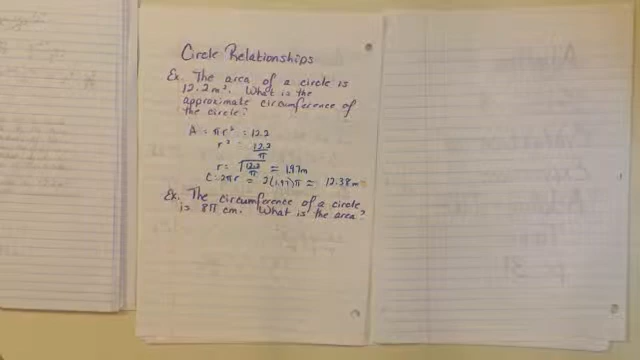 Circle Relationships
Ex. The area of a circle is
12.2 m². What is the
approximate circumference of
the circle?
A = πr² = 12.2
r² = 12.2/π
r = √(12.2/π) ≈ 1.97m
C = 2πr = 2(1.97)π ≈ 12.38m
Ex. The circumference of a circle
is 8π cm. What is the area?